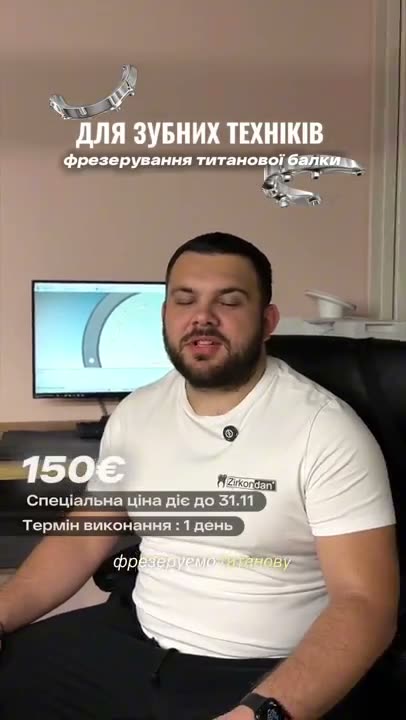 ДЛЯ ЗУБНИХ ТЕХНІКІВ
фрезерування титанової балки
Zirkondan'
150€
Спеціальна ціна діє до 31.11
Термін виконання : 1 день
фрезеруємо титанову